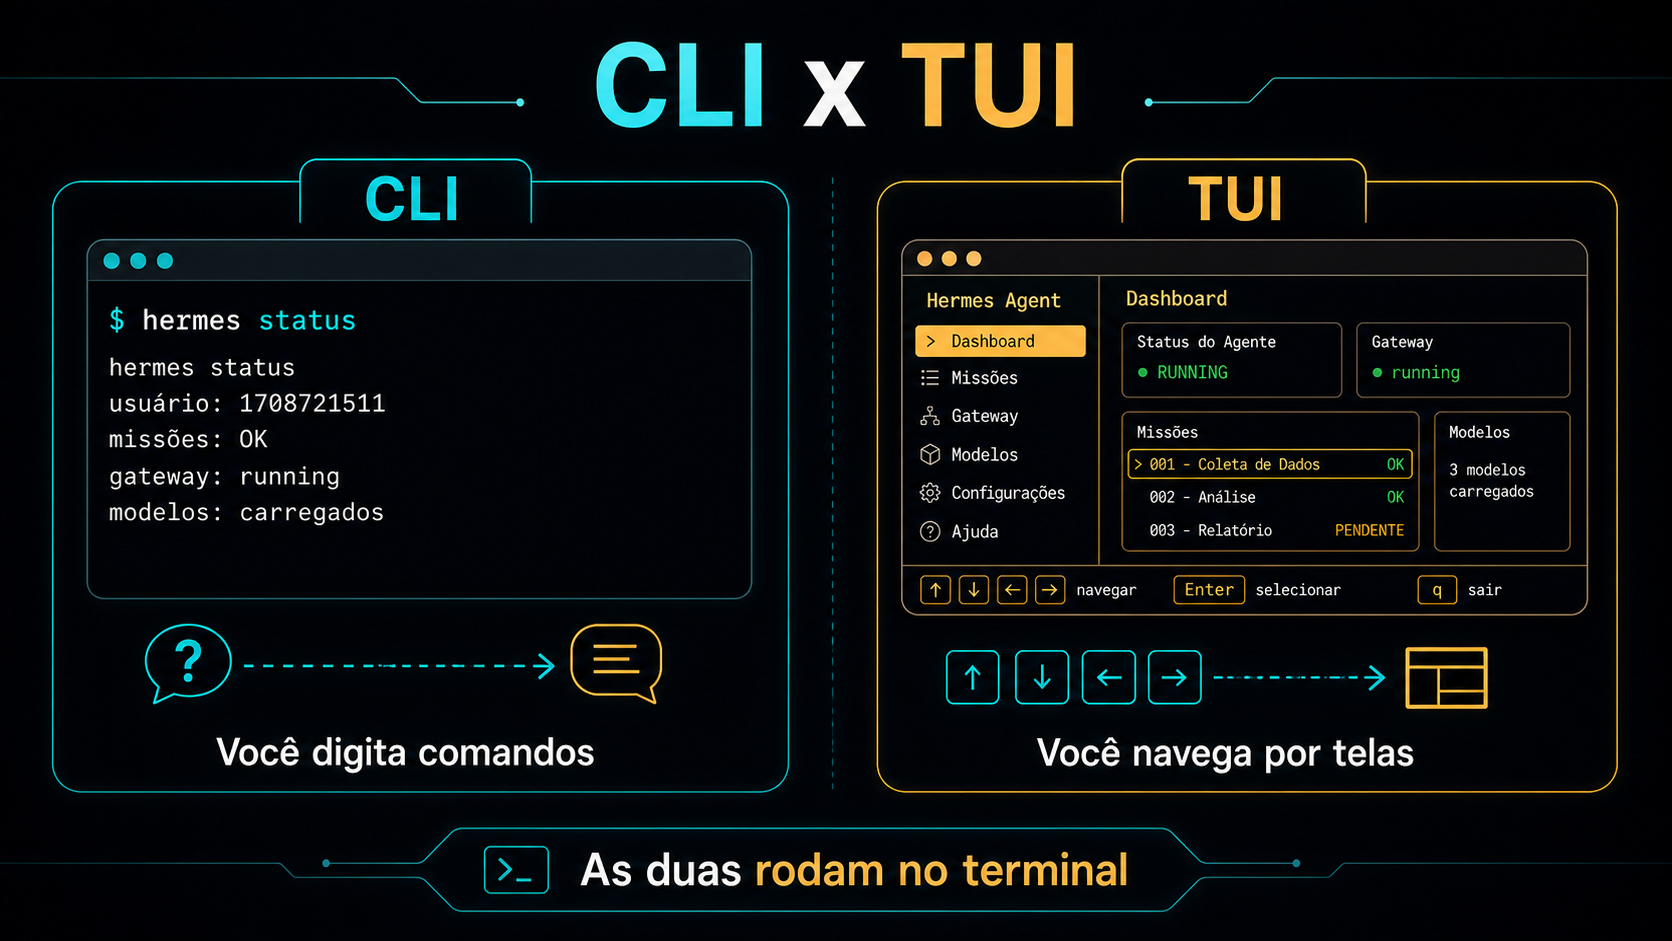 CLI x TUI
CLI
$ hermes status
hermes status
usuário: 1708721511
missões: OK
gateway: running
modelos: carregados
?
Você digita comandos
TUI
Hermes Agent
> Dashboard
Missões
Gateway
Modelos
Configurações
? Ajuda
Dashboard
Status do Agente
RUNNING
Gateway
running
Missões
> 001 - Coleta de Dados OK
002 - Análise OK
003 - Relatório PENDENTE
Modelos
3 modelos
carregados
↑ ↓ ← → navegar Enter selecionar q sair
↑ ↓ ← →
Você navega por telas
>_ As duas rodam no terminal